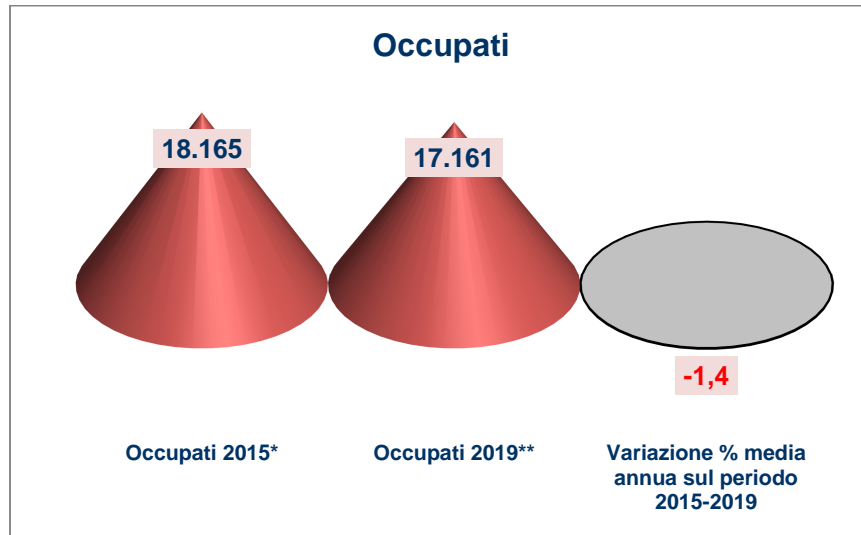 Occupati
18.165
17.161
-1,4
Occupati 2015*
Occupati 2019**
Variazione % media
annua sul periodo
2015-2019